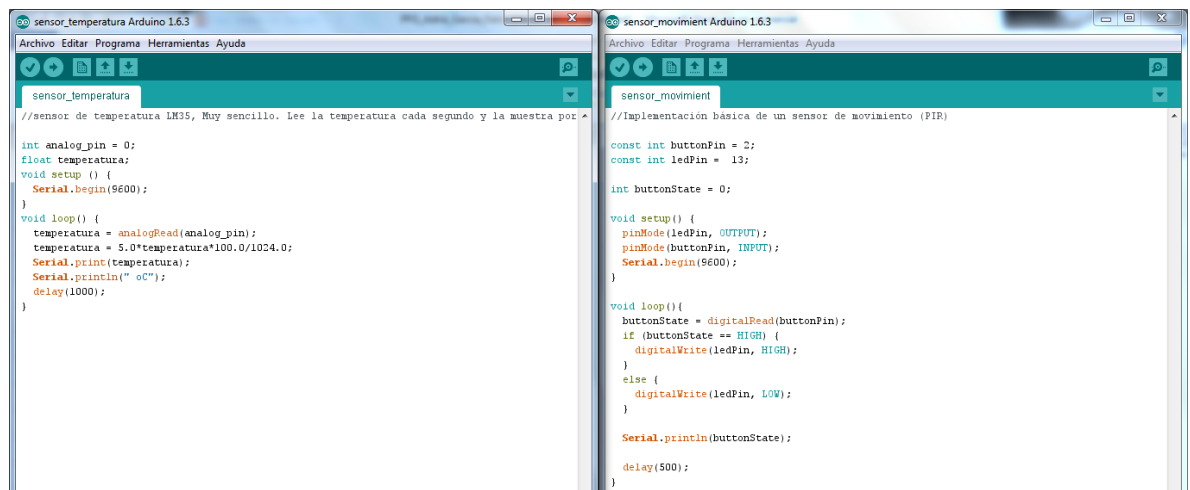 sensor_temperatura Arduino 1.6.3
Archivo Editar Programa Herramientas Ayuda
sensor_temperatura
//sensor de temperatura LM35, Muy sencillo. Lee la temperatura cada segundo y la muestra por
int analog_pin = 0;
float temperatura;
void setup () {
Serial.begin(9600);
}
void loop() {
temperatura = analogRead(analog_pin);
temperatura = 5.0*temperatura*100.0/1024.0;
Serial.print(temperatura);
Serial.println(" oC");
delay(1000);
}
sensor_movimient Arduino 1.6.3
Archivo Editar Programa Herramientas Ayuda
sensor_movimient
//Implementación básica de un sensor de movimiento (PIR)
const int buttonPin = 2;
const int ledPin =  13;
int buttonState = 0;
void setup() {
pinMode(ledPin, OUTPUT);
pinMode(buttonPin, INPUT);
Serial.begin(9600);
}
void loop(){
buttonState = digitalRead(buttonPin);
if (buttonState == HIGH) {
digitalWrite(ledPin, HIGH);
}
else {
digitalWrite(ledPin, LOW);
}
Serial.println(buttonState);
delay(500);
}